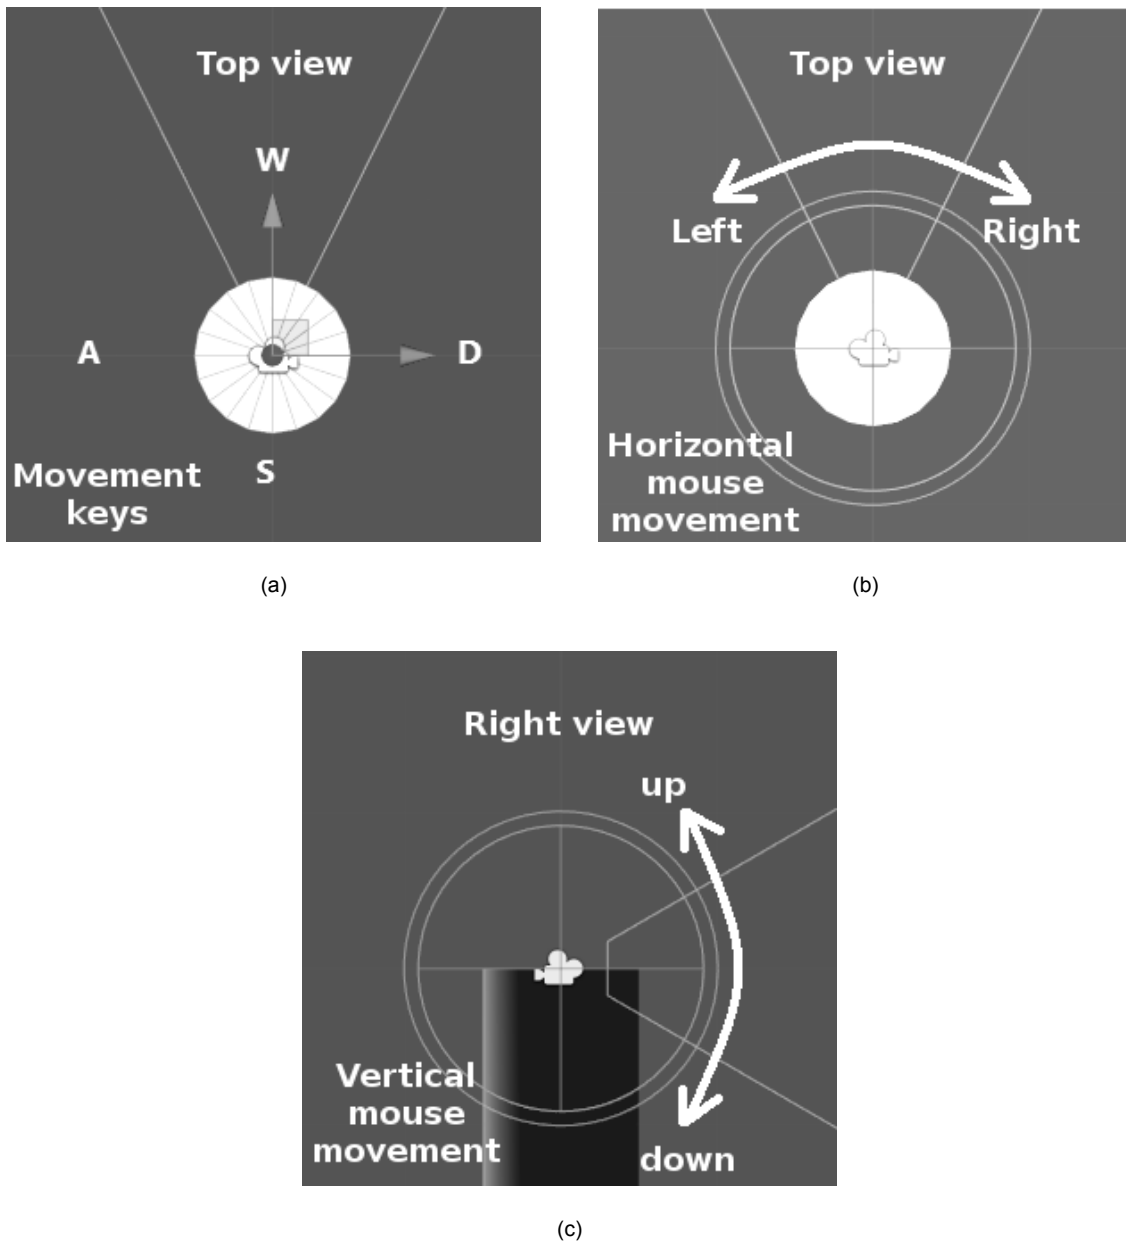 Top view
W
A
D
S
Movement
keys
(a)
Top view
Left
Right
Horizontal
mouse
movement
(b)
Right view
up
Vertical
mouse
movement
down
(c)